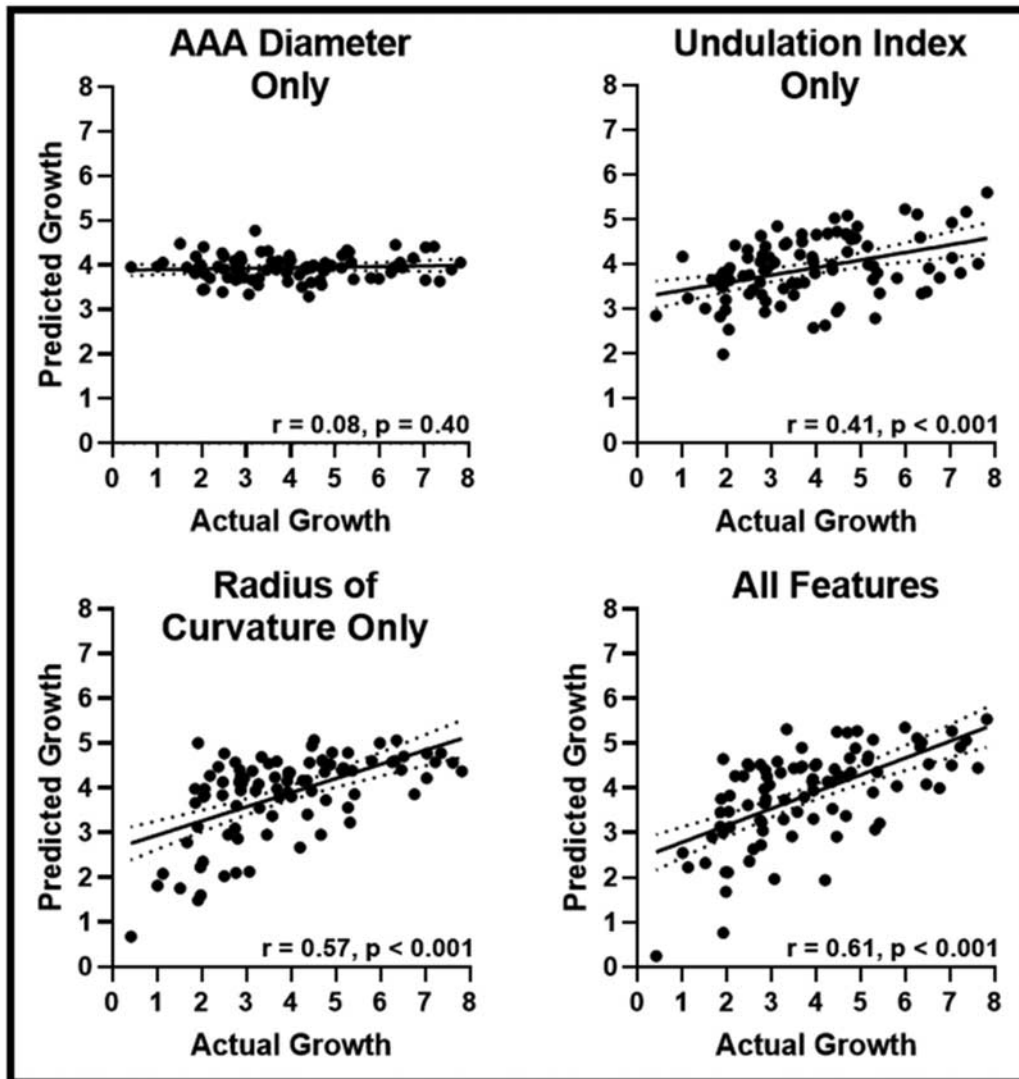 AAA Diameter
Only
8
7
6
5
4
3
2
1
0
Predicted Growth
r = 0.08, p = 0.40
0 1 2 3 4 5 6 7 8
Actual Growth
Undulation Index
Only
8
7
6
5
4
3
2
1
0
Predicted Growth
r = 0.41, p < 0.001
0 1 2 3 4 5 6 7 8
Actual Growth
Radius of
Curvature Only
8
7
6
5
4
3
2
1
0
Predicted Growth
r = 0.57, p < 0.001
0 1 2 3 4 5 6 7 8
Actual Growth
All Features
8
7
6
5
4
3
2
1
0
Predicted Growth
r = 0.61, p < 0.001
0 1 2 3 4 5 6 7 8
Actual Growth